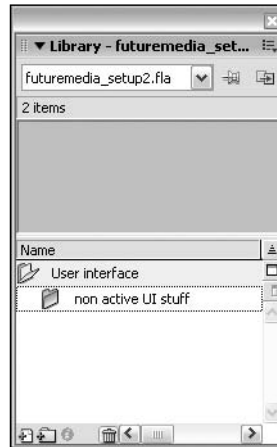 Library - futuremedia_set...
futuremedia_setup2.fla
2 items
Name
User interface
non active UI stuff